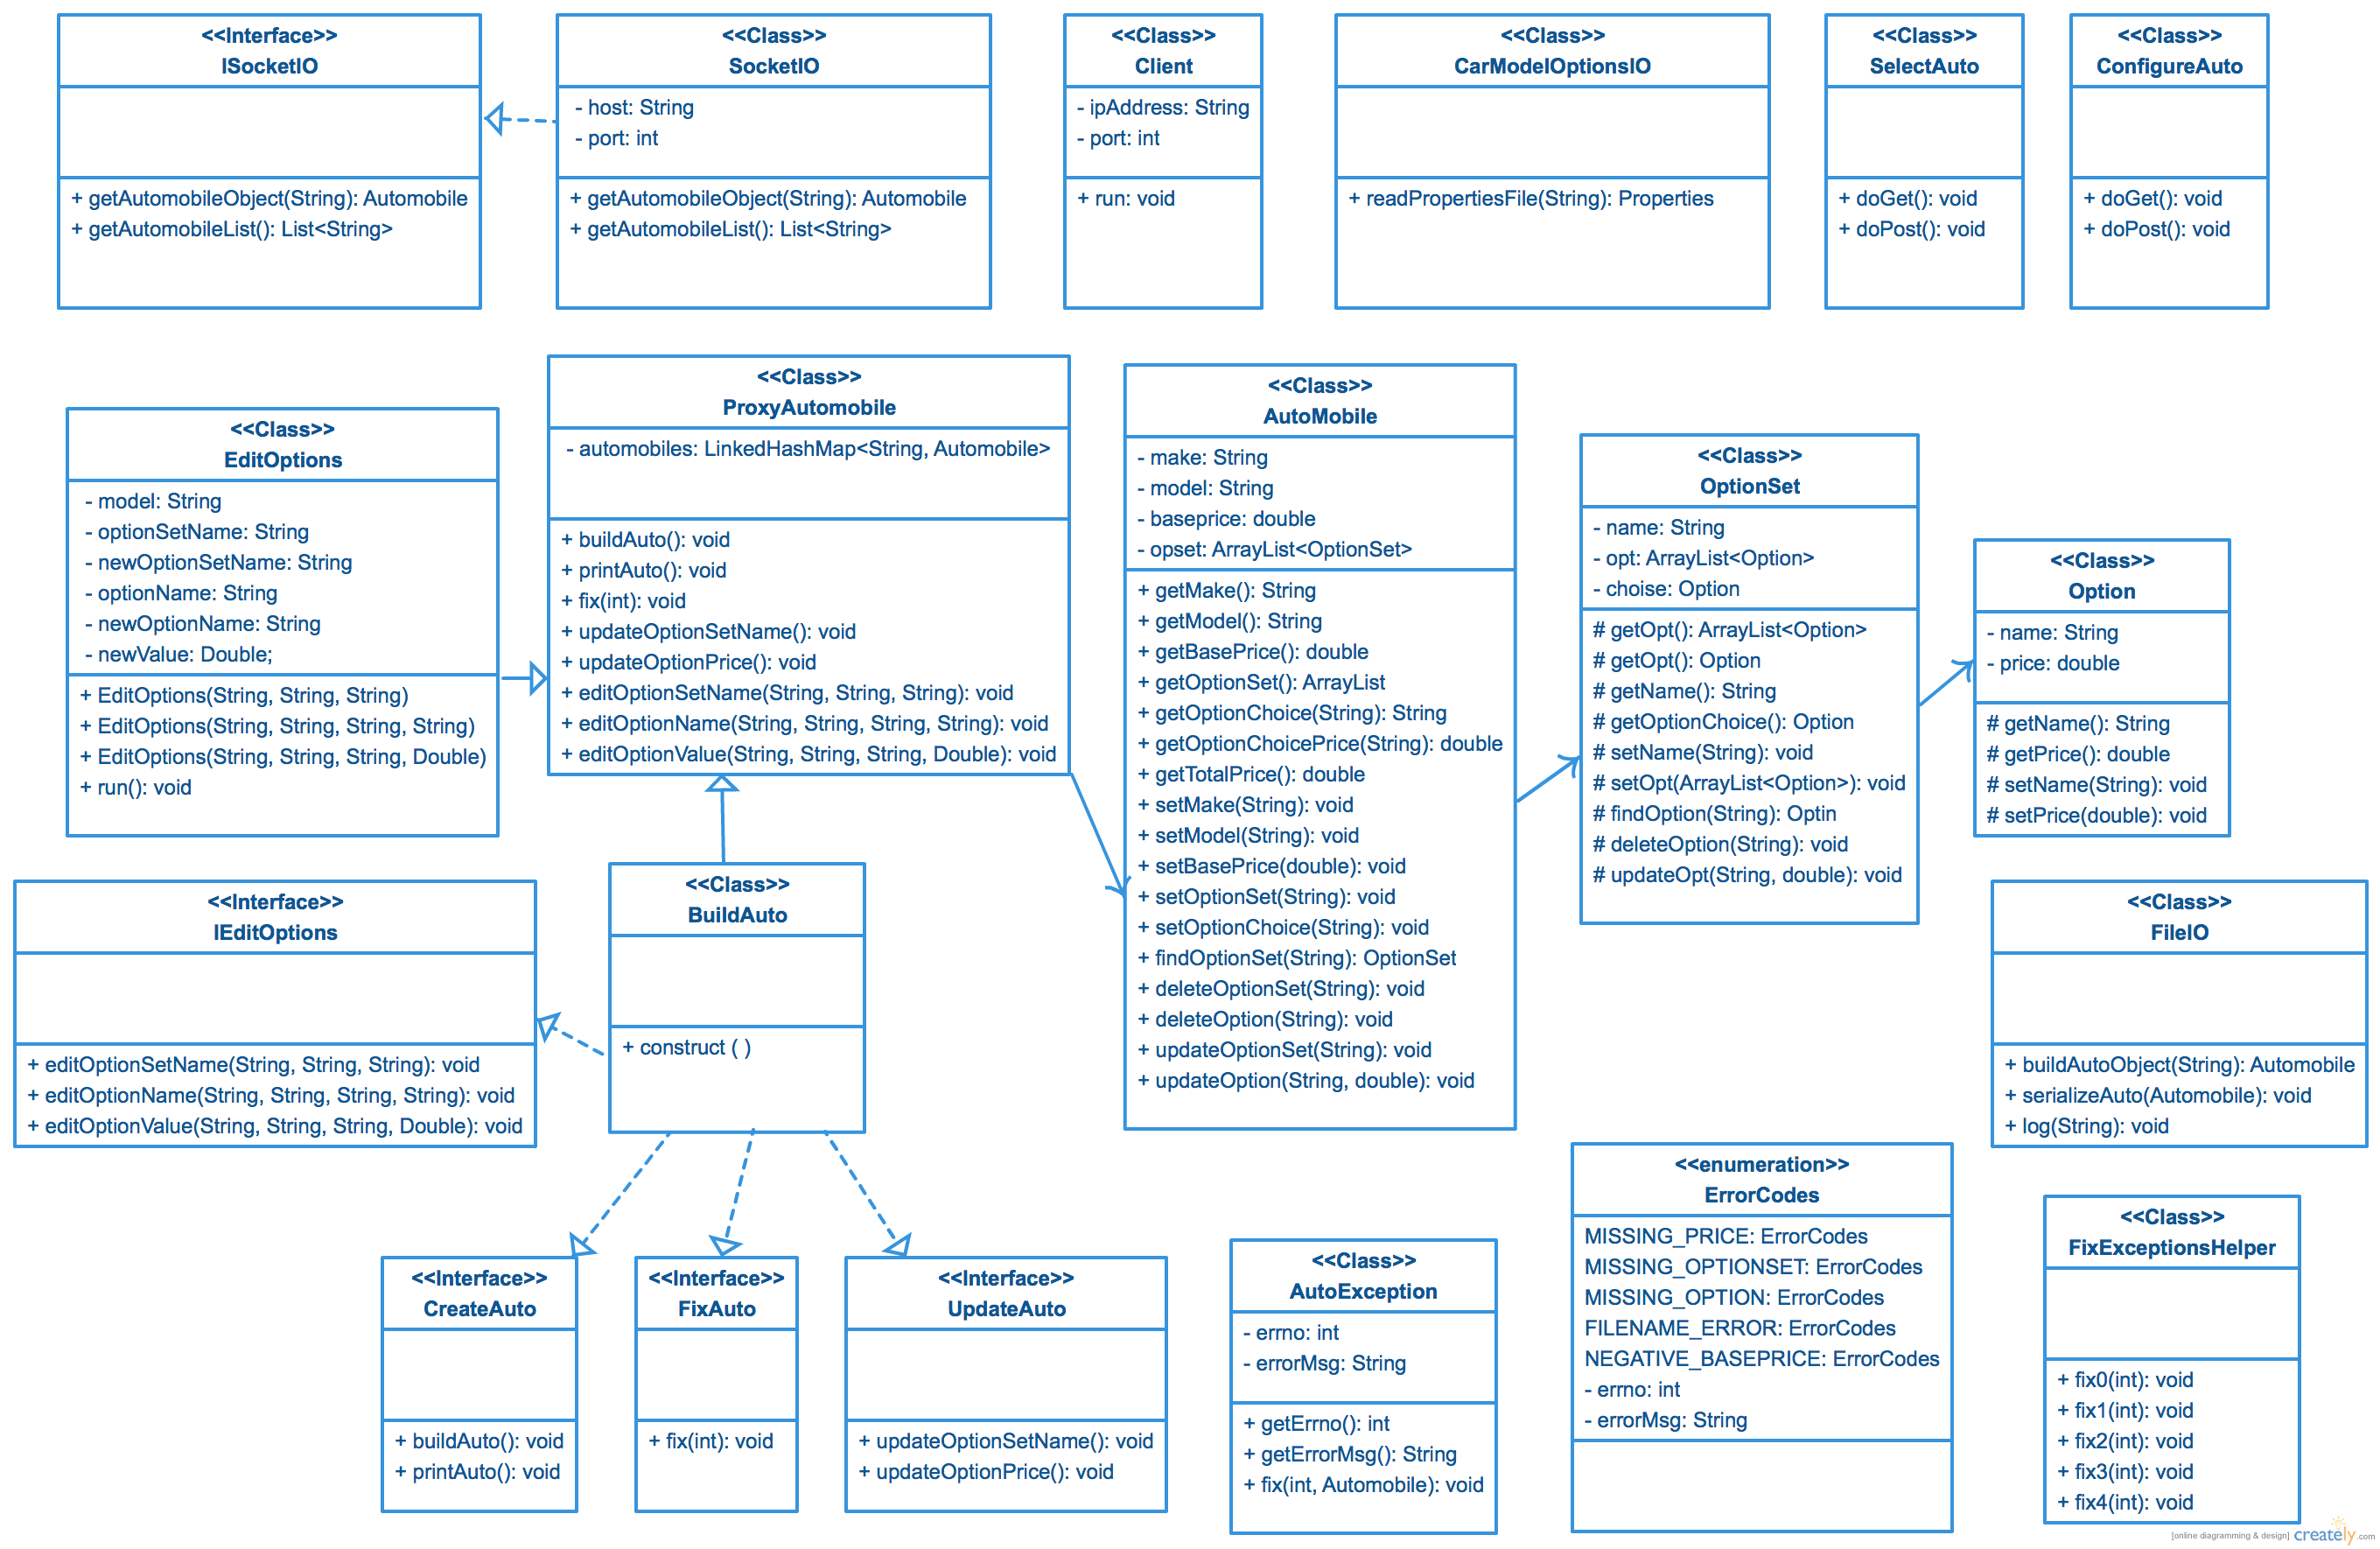 <<Interface>>
ISocketIO
+ getAutomobileObject(String): Automobile
+ getAutomobileList(): List<String>
<<Class>>
SocketIO
- host: String
- port: int
+ getAutomobileObject(String): Automobile
+ getAutomobileList(): List<String>
<<Class>>
Client
- ipAddress: String
- port: int
+ run: void
<<Class>>
CarModelOptionsIO
+ readPropertiesFile(String): Properties
<<Class>>
SelectAuto
+ doGet(): void
+ doPost(): void
<<Class>>
ConfigureAuto
+ doGet(): void
+ doPost(): void
<<Class>>
EditOptions
- model: String
- optionSetName: String
- newOptionSetName: String
- optionName: String
- newOptionName: String
- newValue: Double;
+ EditOptions(String, String, String)
+ EditOptions(String, String, String, String)
+ EditOptions(String, String, String, Double)
+ run(): void
<<Class>>
ProxyAutomobile
- automobiles: LinkedHashMap<String, Automobile>
+ buildAuto(): void
+ printAuto(): void
+ fix(int): void
+ updateOptionSetName(): void
+ updateOptionPrice(): void
+ editOptionSetName(String, String, String): void
+ editOptionName(String, String, String, String): void
+ editOptionValue(String, String, String, Double): void
<<Class>>
AutoMobile
- make: String
- model: String
- baseprice: double
- opset: ArrayList<OptionSet>
+ getMake(): String
+ getModel(): String
+ getBasePrice(): double
+ getOptionSet(): ArrayList
+ getOptionChoice(String): String
+ getOptionChoicePrice(String): double
+ getTotalPrice(): double
+ setMake(String): void
+ setModel(String): void
+ setBasePrice(double): void
+ setOptionSet(String): void
+ setOptionChoice(String): void
+ findOptionSet(String): OptionSet
+ deleteOptionSet(String): void
+ deleteOption(String): void
+ updateOptionSet(String): void
+ updateOption(String, double): void
<<Class>>
OptionSet
- name: String
- opt: ArrayList<Option>
- choise: Option
# getOpt(): ArrayList<Option>
# getOpt(): Option
# getName(): String
# getOptionChoice(): Option
# setName(String): void
# setOpt(ArrayList<Option>): void
# findOption(String): Optin
# deleteOption(String): void
# updateOpt(String, double): void
<<Class>>
Option
- name: String
- price: double
# getName(): String
# getPrice(): double
# setName(String): void
# setPrice(double): void
<<Interface>>
IEditOptions
+ editOptionSetName(String, String, String): void
+ editOptionName(String, String, String, String): void
+ editOptionValue(String, String, String, Double): void
<<Class>>
BuildAuto
+ construct ( )
<<Class>>
FileIO
+ buildAutoObject(String): Automobile
+ serializeAuto(Automobile): void
+ log(String): void
<<Interface>>
CreateAuto
+ buildAuto(): void
+ printAuto(): void
<<Interface>>
FixAuto
+ fix(int): void
<<Interface>>
UpdateAuto
+ updateOptionSetName(): void
+ updateOptionPrice(): void
<<Class>>
AutoException
- errno: int
- errorMsg: String
+ getErrno(): int
+ getErrorMsg(): String
+ fix(int, Automobile): void
<<enumeration>>
ErrorCodes
MISSING_PRICE: ErrorCodes
MISSING_OPTIONSET: ErrorCodes
MISSING_OPTION: ErrorCodes
FILENAME_ERROR: ErrorCodes
NEGATIVE_BASEPRICE: ErrorCodes
- errno: int
- errorMsg: String
<<Class>>
FixExceptionsHelper
+ fix0(int): void
+ fix1(int): void
+ fix2(int): void
+ fix3(int): void
+ fix4(int): void
[online diagramming & design] creately.com